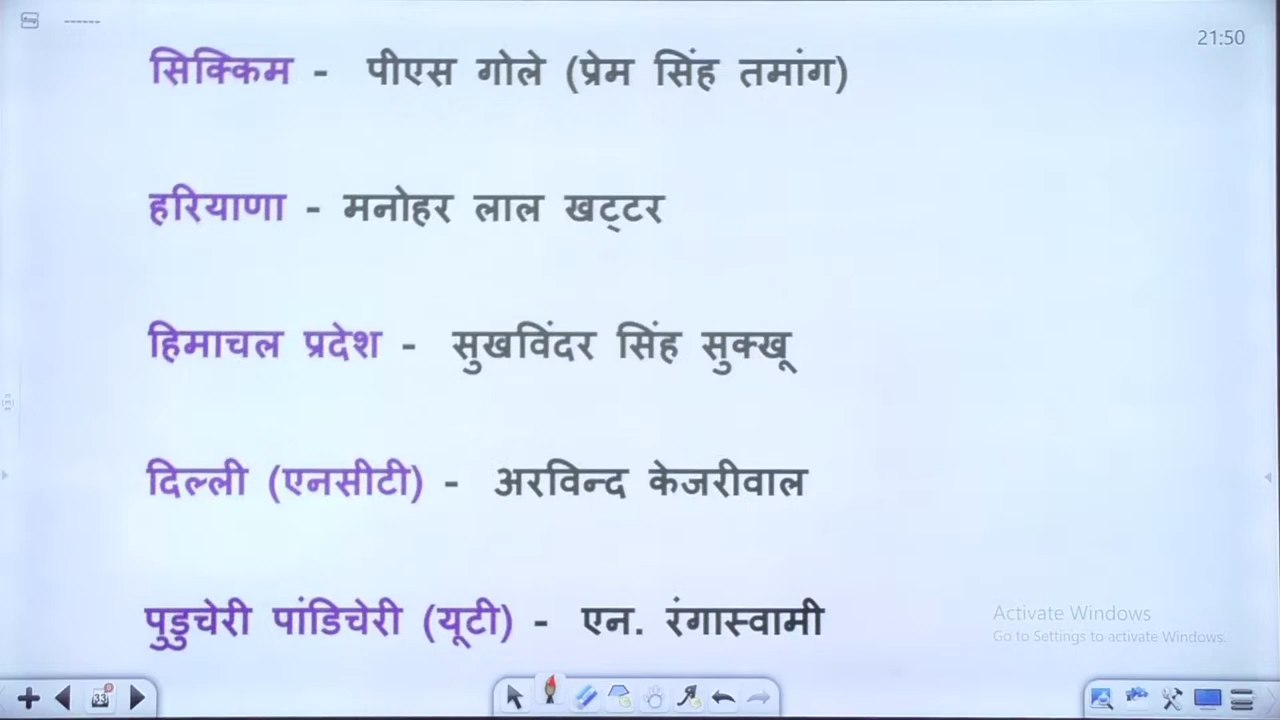 21:50
सिक्किम - पीएस गोले (प्रेम सिंह तमांग)
हरियाणा - मनोहर लाल खट्टर
हिमाचल प्रदेश - सुखविंदर सिंह सुक्खू
दिल्ली (एनसीटी) - अरविन्द केजरीवाल
पुडुचेरी पांडिचेरी (यूटी) - एन. रंगास्वामी
Activate Windows
Go to Settings to activate Windows.
33